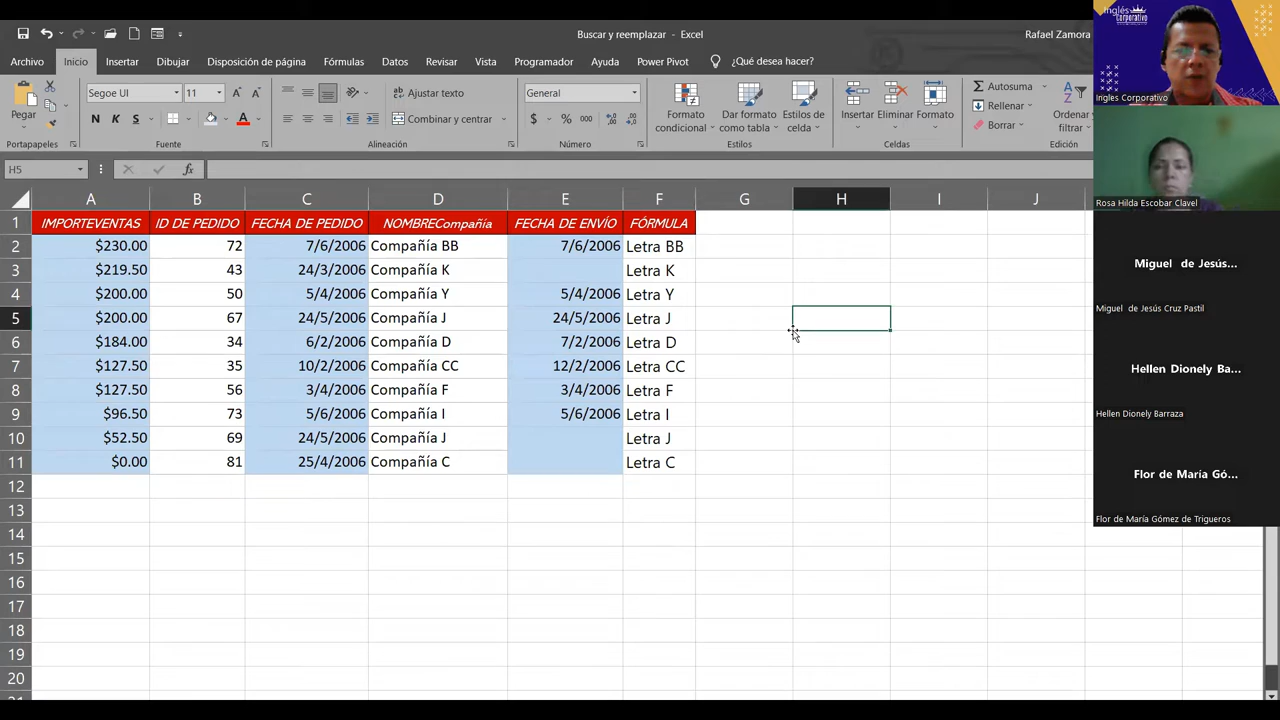 Buscar y reemplazar - Excel
Rafael Zamora
Archivo Inicio Insertar Dibujar Disposición de página Fórmulas Datos Revisar Vista Programador Ayuda Power Pivot ¿Qué desea hacer?
Pegar
Segoe UI 11
N K S
Ajustar texto
Combinar y centrar
General
$ % 000
Formato condicional
Dar formato como tabla
Estilos de celda
Insertar Eliminar Formato
Autosuma
Rellenar
Borrar
Ordenar y filtrar
Portapapeles Fuente Alineación Número Estilos Celdas Edición
H5 fx
A B C D E F G H I J
1 IMPORTEVENTAS ID DE PEDIDO FECHA DE PEDIDO NOMBRECompañía FECHA DE ENVÍO FÓRMULA
2 $230.00 72 7/6/2006 Compañía BB 7/6/2006 Letra BB
3 $219.50 43 24/3/2006 Compañía K Letra K
4 $200.00 50 5/4/2006 Compañía Y 5/4/2006 Letra Y
5 $200.00 67 24/5/2006 Compañía J 24/5/2006 Letra J
6 $184.00 34 6/2/2006 Compañía D 7/2/2006 Letra D
7 $127.50 35 10/2/2006 Compañía CC 12/2/2006 Letra CC
8 $127.50 56 3/4/2006 Compañía F 3/4/2006 Letra F
9 $96.50 73 5/6/2006 Compañía I 5/6/2006 Letra I
10 $52.50 69 24/5/2006 Compañía J Letra J
11 $0.00 81 25/4/2006 Compañía C Letra C
12
13
14
15
16
17
18
19
20
Inglés
Corporativo
Ingles Corporativo
Rosa Hilda Escobar Clavel
Miguel de Jesús...
Miguel de Jesús Cruz Pastil
Hellen Dionely Ba...
Hellen Dionely Barraza
Flor de María Gó...
Flor de María Gómez de Trigueros